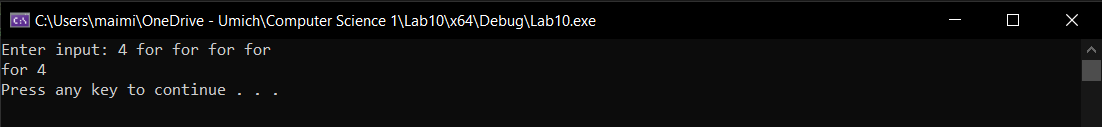 C:\Users\maimi\OneDrive - Umich\Computer Science 1\Lab10\x64\Debug\Lab10.exe
Enter input: 4 for for for for
for 4
Press any key to continue . . .